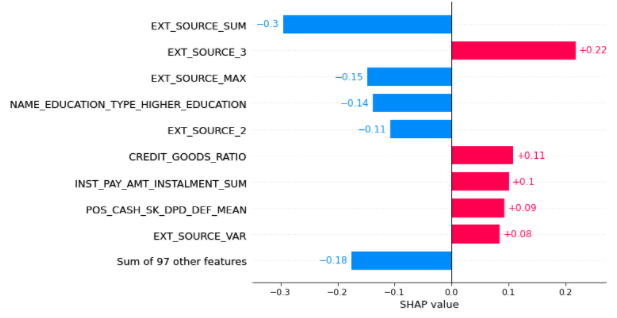 EXT_SOURCE_SUM −0.3
EXT_SOURCE_3 +0.22
EXT_SOURCE_MAX −0.15
NAME_EDUCATION_TYPE_HIGHER_EDUCATION −0.14
EXT_SOURCE_2 −0.11
CREDIT_GOODS_RATIO +0.11
INST_PAY_AMT_INSTALMENT_SUM +0.1
POS_CASH_SK_DPD_DEF_MEAN +0.09
EXT_SOURCE_VAR +0.08
Sum of 97 other features −0.18
−0.3 −0.2 −0.1 0.0 0.1 0.2
SHAP value